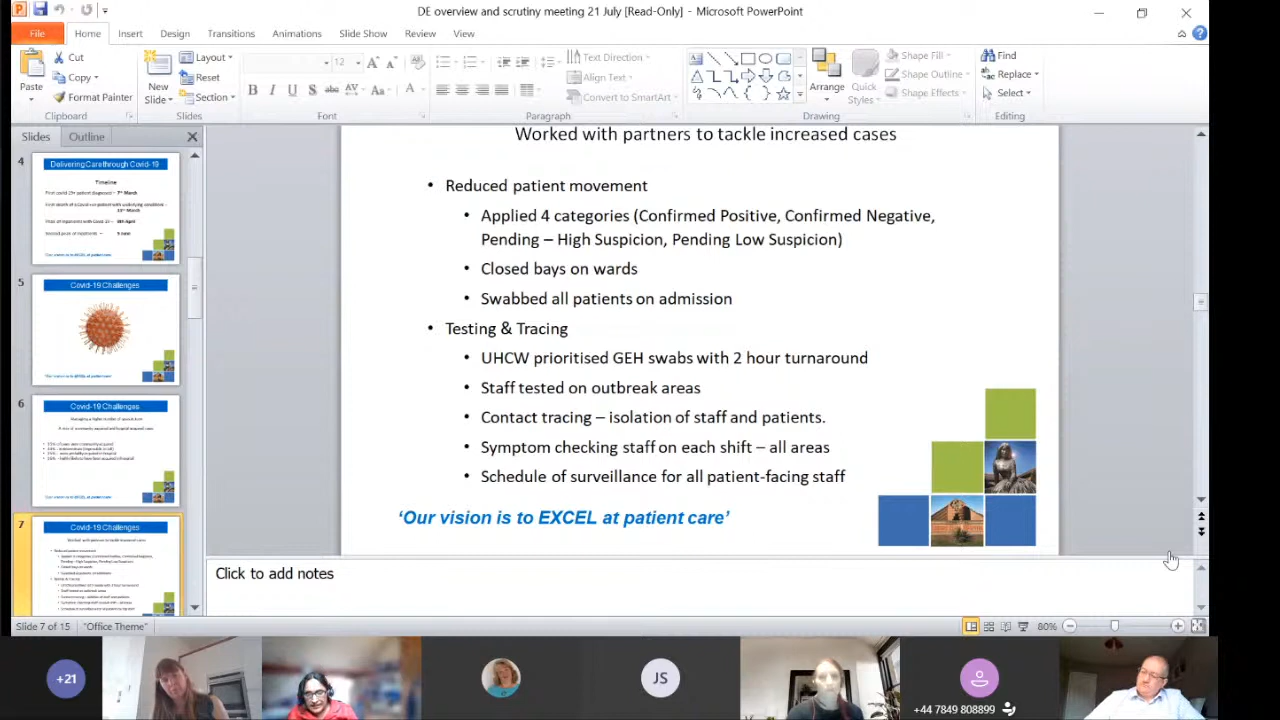 DE overview and scrutiny meeting 21 July [Read-Only] - Microsoft PowerPoint
File Home Insert Design Transitions Animations Slide Show Review View
Paste
Cut
Copy
Format Painter
Clipboard
New
Slide
Layout
Reset
Section
Slides
12
Font
Text Direction
Align Text
Convert to SmartArt
Paragraph
Arrange
Quick
Styles
Shape Fill
Shape Outline
Shape Effects
Drawing
Find
Replace
Select
Editing
Slides Outline
4
Delivering Care through Covid-19
Timeline
5
Covid-19 Challenges
6
Covid-19 Challenges
7
Covid-19 Challenges
Worked with partners to tackle increased cases
• Reduced patient movement
• Applied 4 categories (Confirmed Positive, Confirmed Negative,
Pending – High Suspicion, Pending Low Suspicion)
• Closed bays on wards
• Swabbed all patients on admission
• Testing & Tracing
• UHCW prioritised GEH swabs with 2 hour turnaround
• Staff tested on outbreak areas
• Contact tracing – isolation of staff and patients.
• Symptom checking staff on each shift – all areas
• Schedule of surveillance for all patient-facing staff
‘Our vision is to EXCEL at patient care’
Click to add notes
Slide 7 of 15 "Office Theme" 80%
+21
JS
+44 7849 808899